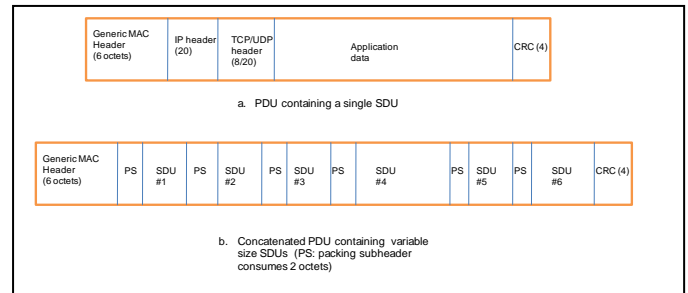 Generic MAC
Header
(6 octets)
IP header
(20)
TCP/UDP
header
(8/20)
Application
data
CRC (4)
a. PDU containing a single SDU
Generic MAC
Header
(6 octets)
PS
SDU
#1
PS
SDU
#2
PS
SDU
#3
PS
SDU
#4
PS
SDU
#5
PS
SDU
#6
CRC (4)
b. Concatenated PDU containing variable
size SDUs (PS: packing subheader
consumes 2 octets)